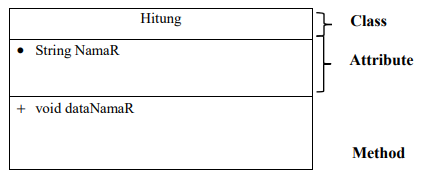 Hitung
Class
• String NamaR
Attribute
+ void dataNamaR
Method